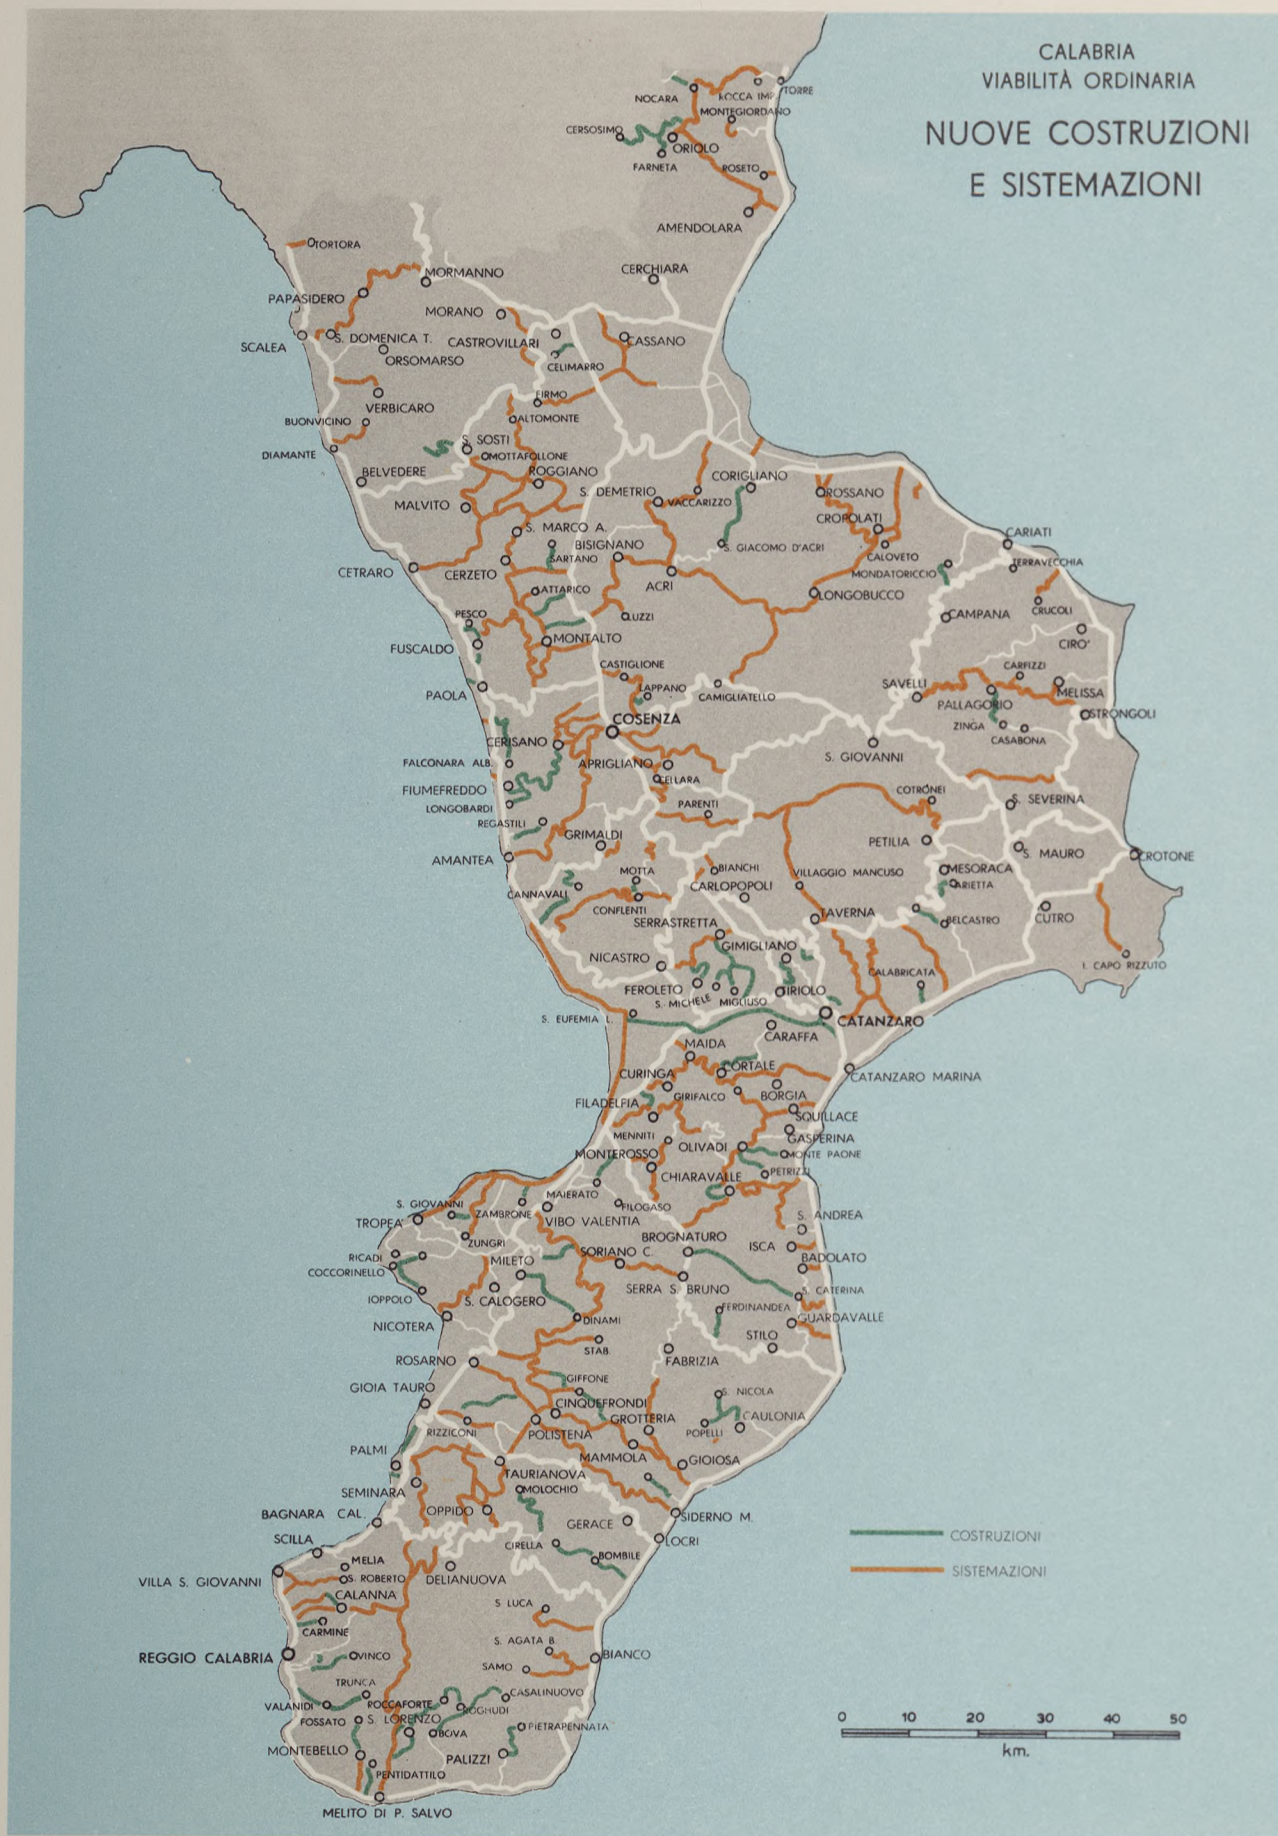 CALABRIA
VIABILITÀ ORDINARIA
NUOVE COSTRUZIONI
E SISTEMAZIONI
NOCARA
ROCCA IMP.
TORRE
MONTEGIORDANO
CERSOSIMO
ORIOLO
FARNETA
ROSETO
AMENDOLARA
TORTORA
MORMANNO
CERCHIARA
PAPASIDERO
MORANO
SCALEA
S. DOMENICA T.
CASTROVILLARI
CASSANO
ORSOMARSO
CELIMARRO
VERBICARO
FIRMO
BUONVICINO
ALTOMONTE
DIAMANTE
S. SOSTI
MOTTAFOLLONE
BELVEDERE
ROGGIANO
CORIGLIANO
S. DEMETRIO
VACCARIZZO
ROSSANO
MALVITO
CROPOLATI
S. MARCO A.
BISIGNANO
S. GIACOMO D'ACRI
CARIATI
SARTANO
CALOVETO
TERRAVECCHIA
CETRARO
CERZETO
ACRI
MONDATORICCIO
LATTARICO
LONGOBUCCO
CRUCOLI
PESCO
LUZZI
CAMPANA
FUSCALDO
MONTALTO
CIRO'
CASTIGLIONE
CARFIZZI
PAOLA
LAPPANO
CAMIGLIATELLO
SAVELLI
MELISSA
PALLAGORIO
COSENZA
STRONGOLI
ZINGA
CASABONA
CERISANO
S. GIOVANNI
FALCONARA ALB.
APRIGLIANO
CELLARA
FIUMEFREDDO
COTRONEI
LONGOBARDI
PARENTI
S. SEVERINA
REGASTILI
GRIMALDI
PETILIA
S. MAURO
AMANTEA
CROTONE
MOTTA
BIANCHI
VILLAGGIO MANCUSO
MESORACA
CANNAVALI
CARLOPOPOLI
ARIETTA
CONFLENTI
TAVERNA
BELCASTRO
CUTRO
SERRASTRETTA
GIMIGLIANO
NICASTRO
CALABRICATA
I. CAPO RIZZUTO
FEROLETO
TIRIOLO
S. MICHELE
MIGLIUSO
S. EUFEMIA L.
CATANZARO
CARAFFA
MAIDA
CURINGA
CORTALE
CATANZARO MARINA
GIRIFALCO
BORGIA
FILADELFIA
SQUILLACE
MENNITI
GASPERINA
MONTEROSSO
OLIVADI
MONTE PAONE
CHIARAVALLE
PETRIZZI
MAIERATO
S. GIOVANNI
ZAMBRONE
FILOGASO
TROPEA
VIBO VALENTIA
S. ANDREA
ZUNGRI
BROGNATURO
ISCA
RICADI
SORIANO C.
BADOLATO
COCCORINELLO
MILETO
SERRA S. BRUNO
S. CATERINA
IOPPOLO
S. CALOGERO
FERDINANDEA
NICOTERA
DINAMI
GUARDAVALLE
STILO
STAB.
ROSARNO
FABRIZIA
GIFFONE
GIOIA TAURO
S. NICOLA
CINQUEFRONDI
GROTTERIA
CAULONIA
RIZZICONI
POLISTENA
POPELLI
PALMI
MAMMOLA
GIOIOSA
TAURIANOVA
SEMINARA
MOLOCHIO
BAGNARA CAL.
OPPIDO
GERACE
SIDERNO M.
COSTRUZIONI
SCILLA
CIRELLA
LOCRI
MELIA
BOMBILE
SISTEMAZIONI
VILLA S. GIOVANNI
S. ROBERTO
DELIANUOVA
CALANNA
S. LUCA
CARMINE
S. AGATA B.
REGGIO CALABRIA
VINCO
BIANCO
SAMO
TRUNCA
CASALINUOVO
VALANIDI
ROCCAFORTE
ROGHUDI
FOSSATO
S. LORENZO
BOVA
PIETRAPENNATA
MONTEBELLO
PALIZZI
PENTIDATTILO
MELITO DI P. SALVO
0 10 20 30 40 50
km.